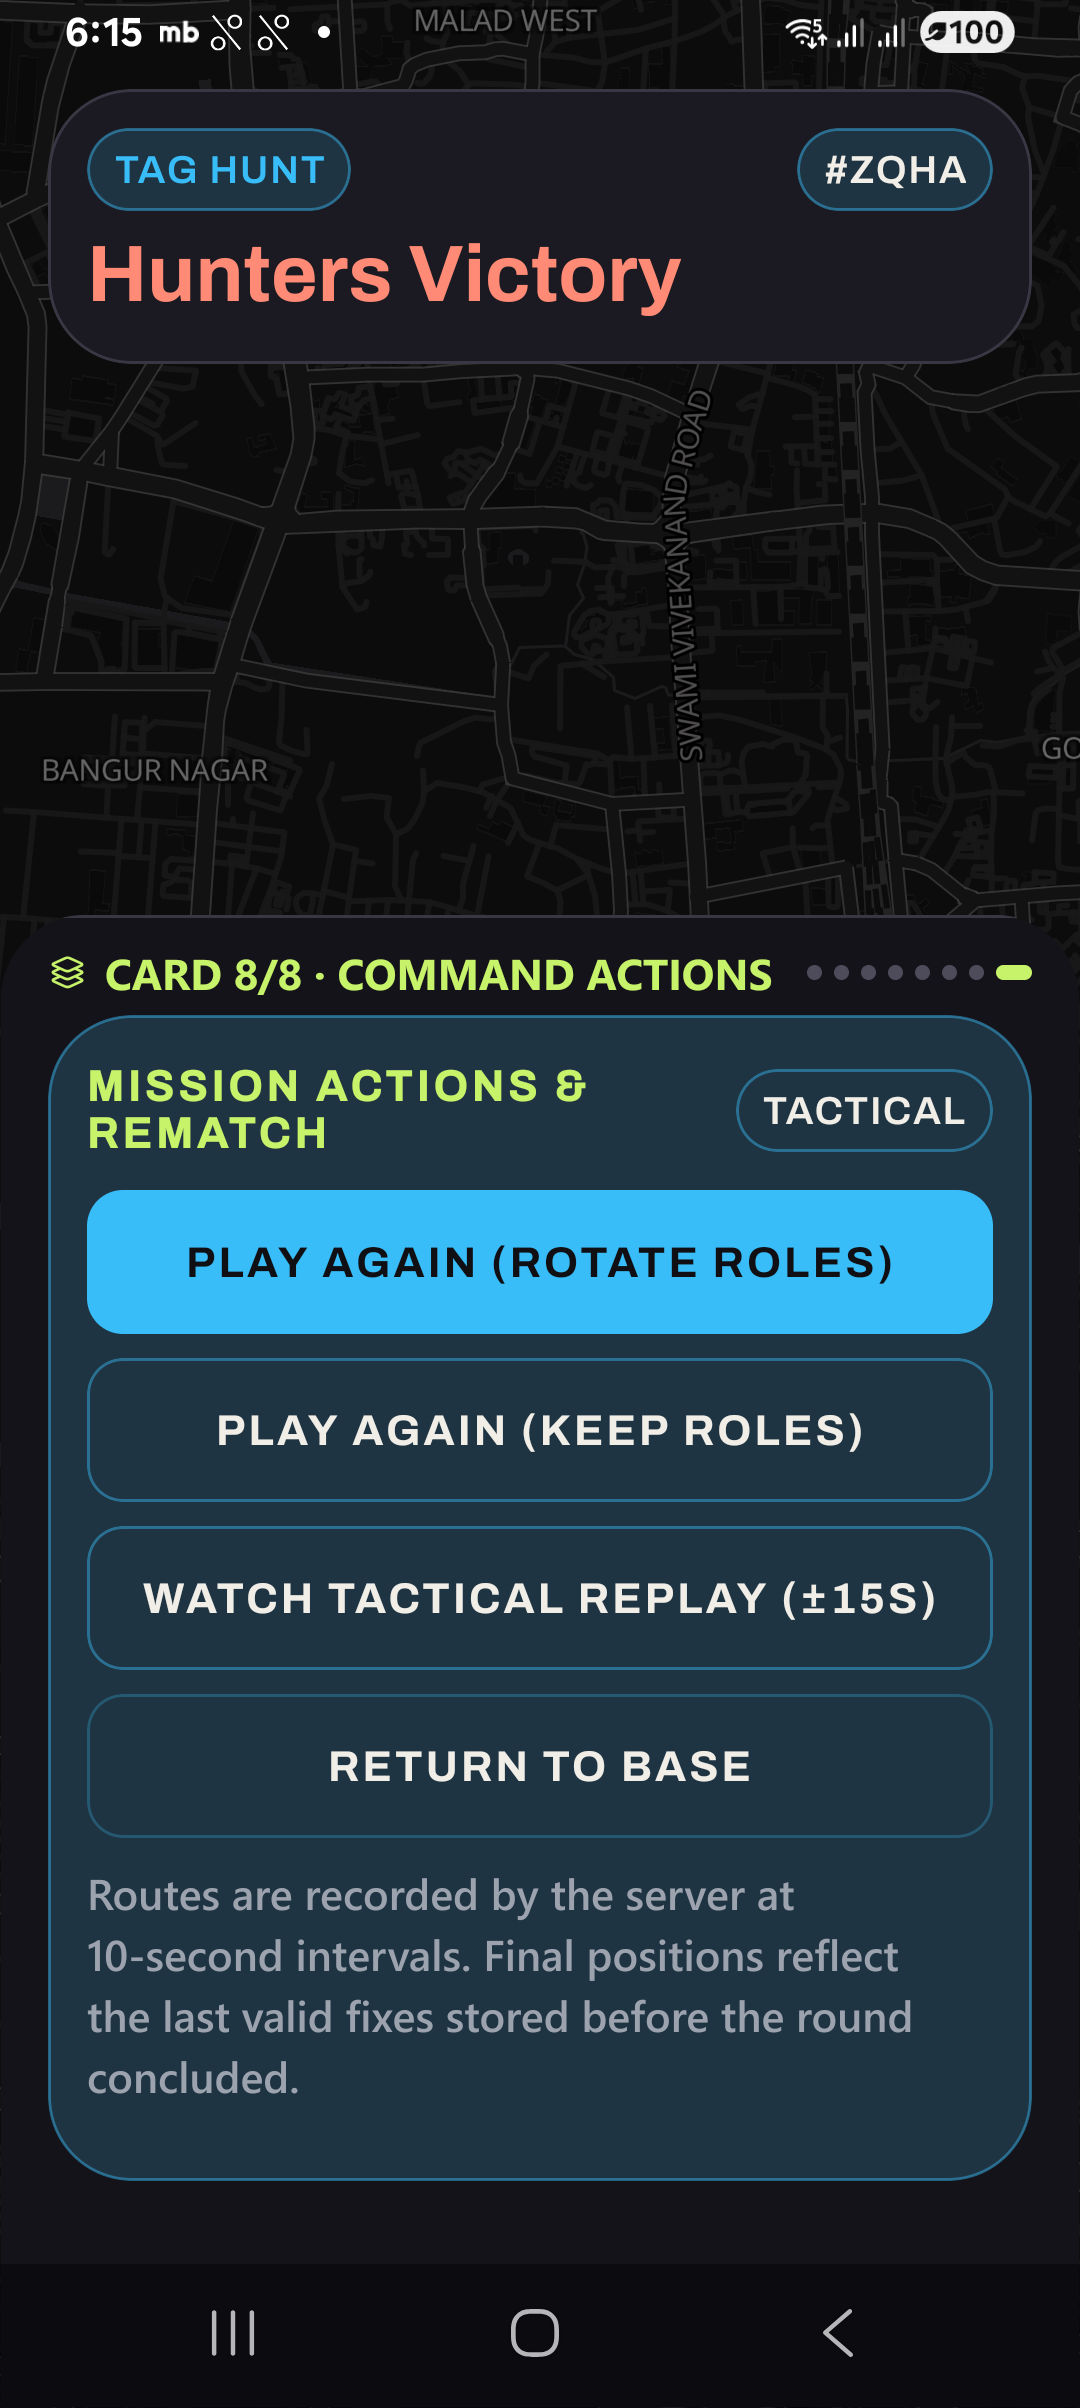 6:15 mb
MALAD WEST
5
100
TAG HUNT
#ZQHA
Hunters Victory
SWAMI VIVEKANAND ROAD
BANGUR NAGAR
GO
CARD 8/8 · COMMAND ACTIONS
MISSION ACTIONS &
REMATCH
TACTICAL
PLAY AGAIN (ROTATE ROLES)
PLAY AGAIN (KEEP ROLES)
WATCH TACTICAL REPLAY (±15S)
RETURN TO BASE
Routes are recorded by the server at
10-second intervals. Final positions reflect
the last valid fixes stored before the round
concluded.